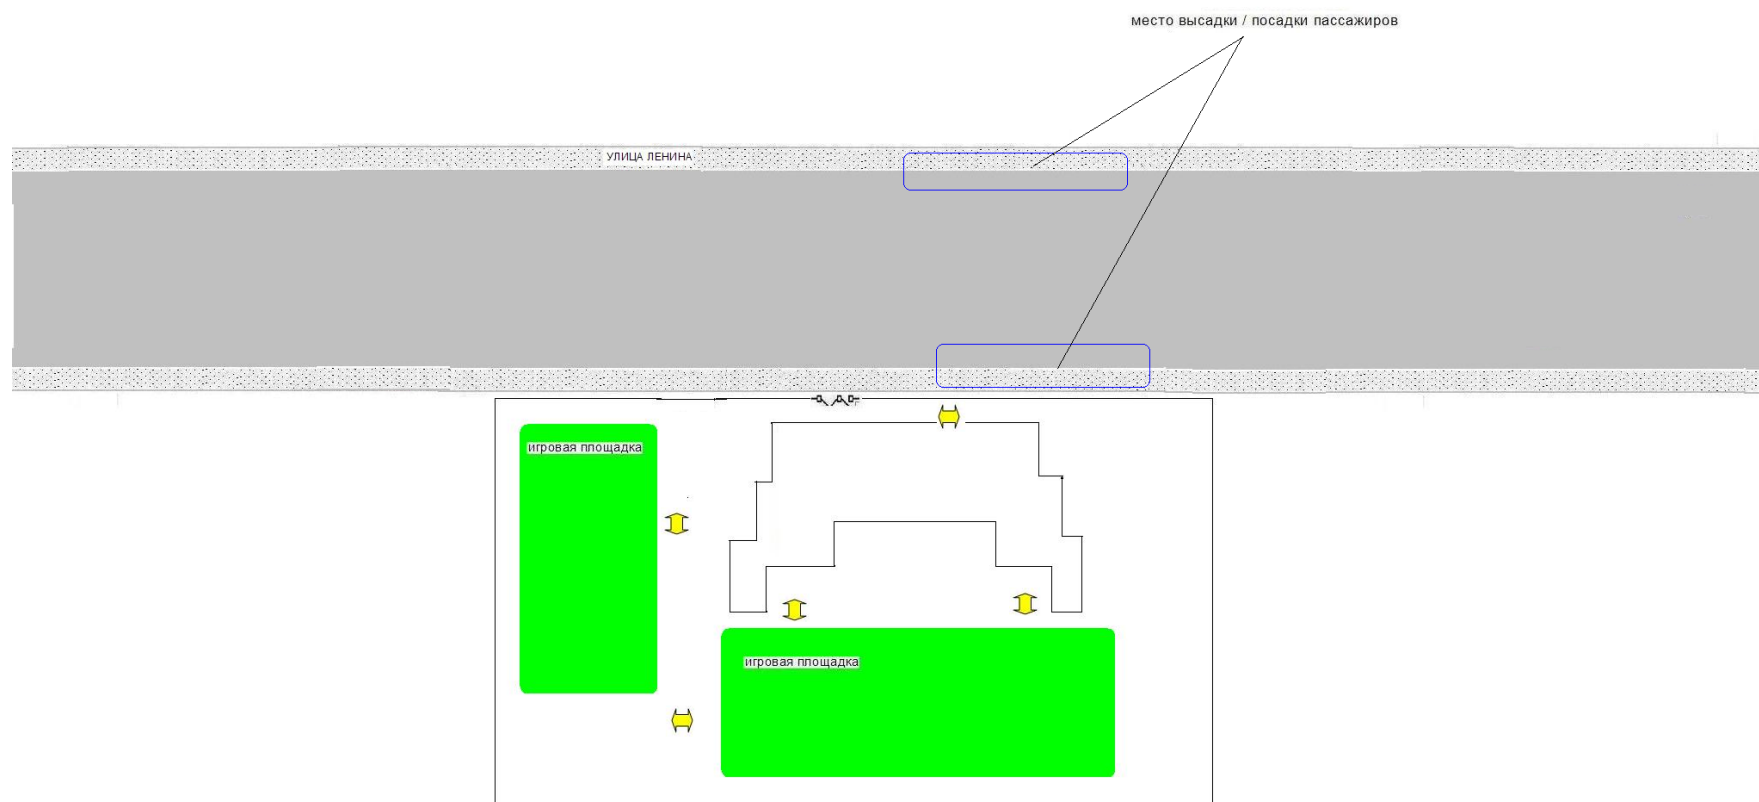 место высадки / посадки пассажиров
УЛИЦА ЛЕНИНА
игровая площадка
игровая площадка